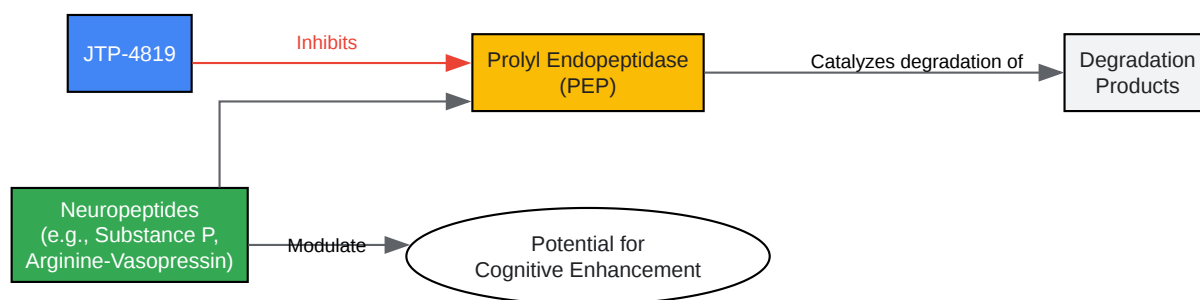 JTP-4819
Inhibits
Prolyl Endopeptidase
(PEP)
Catalyzes degradation of
Degradation
Products
Neuropeptides
(e.g., Substance P,
Arginine-Vasopressin)
Modulate
Potential for
Cognitive Enhancement